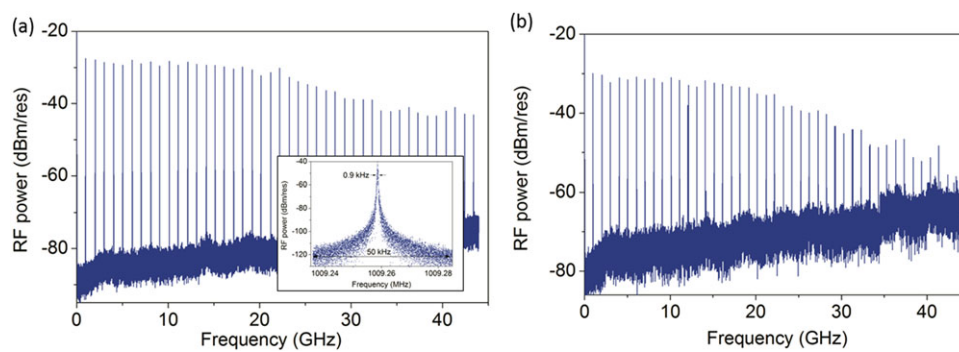 (a)
-20
-40
-60
-80
RF power (dBm/res)
0
10
20
30
40
Frequency (GHz)
-40
-60
-80
-100
-120
RF power (dBm/res)
0.9 kHz
50 kHz
1009.24
1009.26
1009.28
Frequency (MHz)
(b)
-20
-40
-60
-80
RF power (dBm/res)
0
10
20
30
40
Frequency (GHz)